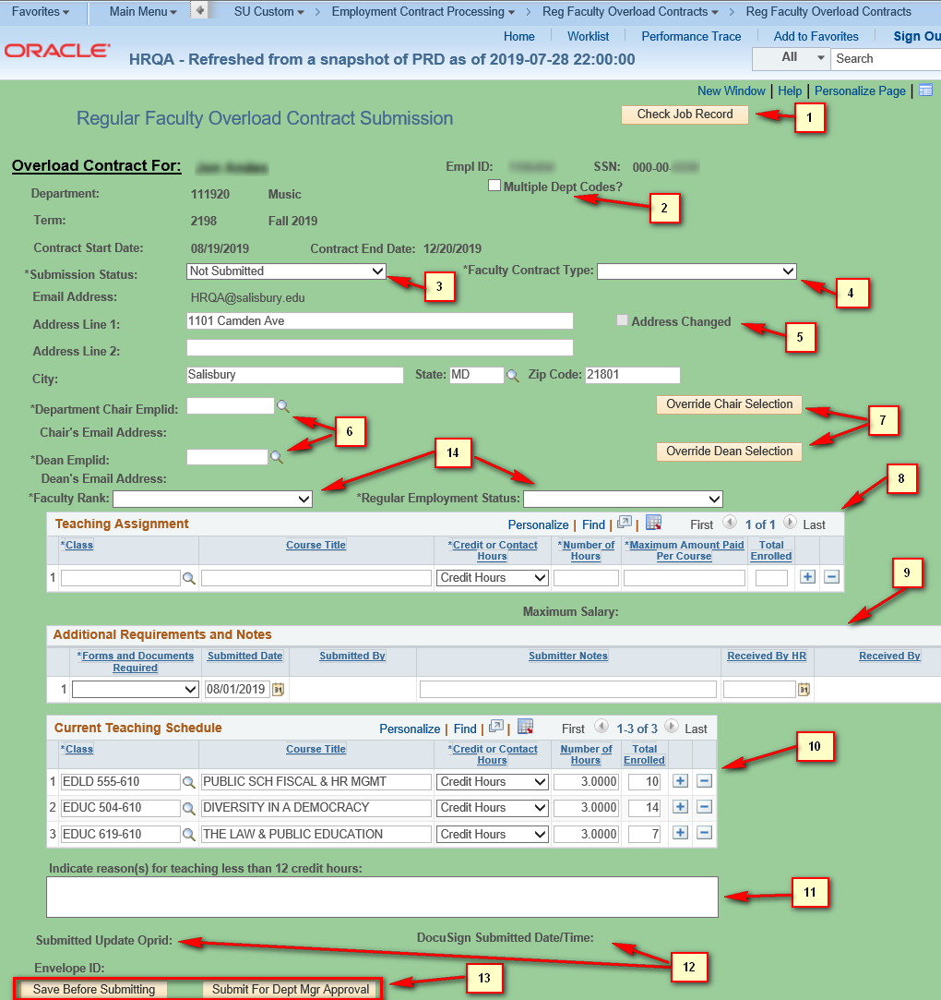 Favorites Main Menu SU Custom > Employment Contract Processing > Reg Faculty Overload Contracts > Reg Faculty Overload Contracts
Home Worklist Performance Trace Add to Favorites Sign Ou
ORACLE® HRQA - Refreshed from a snapshot of PRD as of 2019-07-28 22:00:00 All Search
New Window | Help | Personalize Page |
Regular Faculty Overload Contract Submission Check Job Record 1
Overload Contract For: Empl ID: SSN: 000-00-
Department: 111920 Music Multiple Dept Codes? 2
Term: 2198 Fall 2019
Contract Start Date: 08/19/2019 Contract End Date: 12/20/2019
*Submission Status: Not Submitted 3 *Faculty Contract Type: 4
Email Address: HRQA@salisbury.edu
Address Line 1: 1101 Camden Ave Address Changed 5
Address Line 2:
City: Salisbury State: MD Zip Code: 21801
*Department Chair Emplid: Override Chair Selection 7
Chair's Email Address: 6
*Dean Emplid: 14 Override Dean Selection
Dean's Email Address:
*Faculty Rank: *Regular Employment Status: 8
Teaching Assignment Personalize | Find | | First 1 of 1 Last
*Class Course Title *Credit or Contact Hours *Number of Hours *Maximum Amount Paid Per Course Total Enrolled
1 Credit Hours + −
Maximum Salary: 9
Additional Requirements and Notes
*Forms and Documents Required Submitted Date Submitted By Submitter Notes Received By HR Received By
1 08/01/2019 31 31
Current Teaching Schedule Personalize | Find | | First 1-3 of 3 Last
*Class Course Title *Credit or Contact Hours Number of Hours Total Enrolled 10
1 EDLD 555-610 PUBLIC SCH FISCAL & HR MGMT Credit Hours 3.0000 10 + −
2 EDUC 504-610 DIVERSITY IN A DEMOCRACY Credit Hours 3.0000 14 + −
3 EDUC 619-610 THE LAW & PUBLIC EDUCATION Credit Hours 3.0000 7 + −
Indicate reason(s) for teaching less than 12 credit hours:
11
Submitted Update Oprid: DocuSign Submitted Date/Time:
Envelope ID: 12
Save Before Submitting Submit For Dept Mgr Approval 13